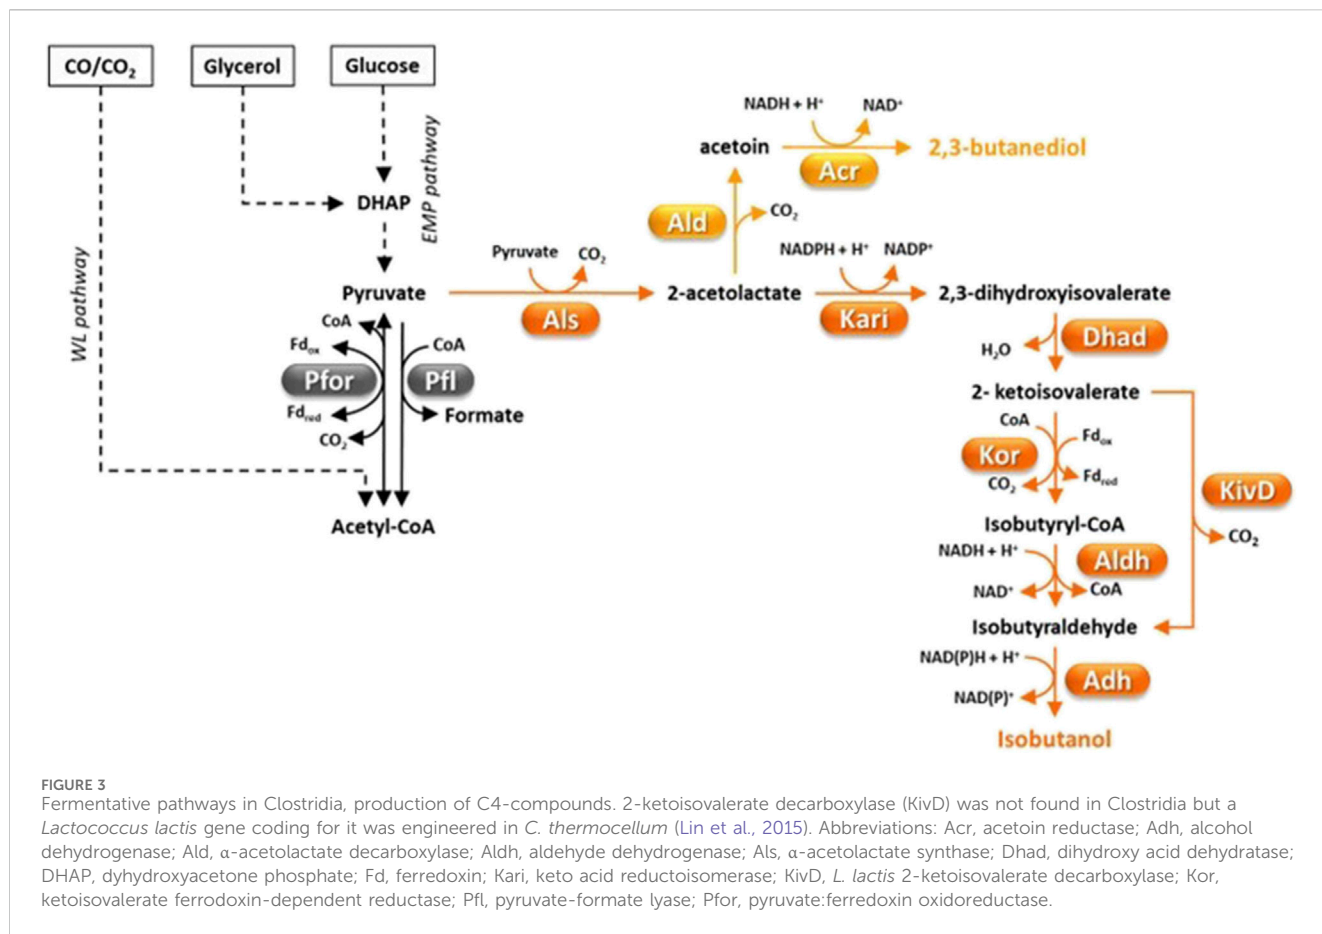 CO/CO₂
Glycerol
Glucose
WL pathway
EMP pathway
DHAP
Pyruvate
CoA
Fdox
Pfor
Fdred
CO₂
CoA
Pfl
Formate
Acetyl-CoA
Pyruvate
CO₂
Als
2-acetolactate
Ald
CO₂
acetoin
NADH + H⁺
NAD⁺
Acr
2,3-butanediol
NADPH + H⁺
NADP⁺
Kari
2,3-dihydroxyisovalerate
H₂O
Dhad
2- ketoisovalerate
CoA
Fdox
Kor
CO₂
Fdred
KivD
CO₂
Isobutyryl-CoA
NADH + H⁺
Aldh
NAD⁺
CoA
Isobutyraldehyde
NAD(P)H + H⁺
Adh
NAD(P)⁺
Isobutanol
FIGURE 3
Fermentative pathways in Clostridia, production of C4-compounds. 2-ketoisovalerate decarboxylase (KivD) was not found in Clostridia but a
Lactococcus lactis gene coding for it was engineered in C. thermocellum (Lin et al., 2015). Abbreviations: Acr, acetoin reductase; Adh, alcohol
dehydrogenase; Ald, α-acetolactate decarboxylase; Aldh, aldehyde dehydrogenase; Als, α-acetolactate synthase; Dhad, dihydroxy acid dehydratase;
DHAP, dyhydroxyacetone phosphate; Fd, ferredoxin; Kari, keto acid reductoisomerase; KivD, L. lactis 2-ketoisovalerate decarboxylase; Kor,
ketoisovalerate ferrodoxin-dependent reductase; Pfl, pyruvate-formate lyase; Pfor, pyruvate:ferredoxin oxidoreductase.